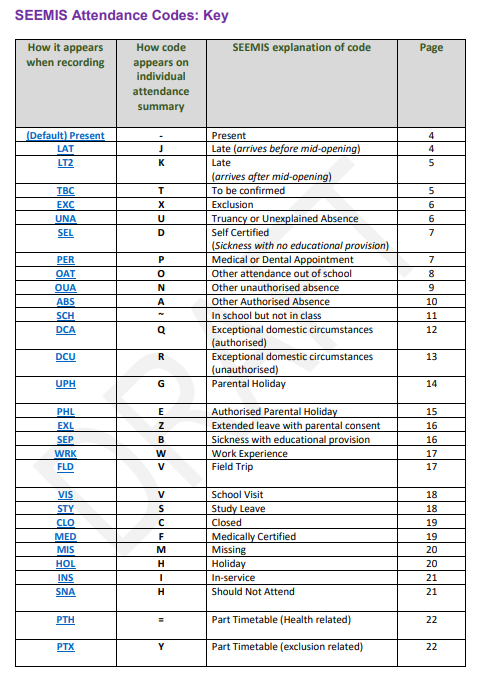 SEEMIS Attendance Codes: Key
How it appears when recording | How code appears on individual attendance summary | SEEMIS explanation of code | Page
(Default) Present - Present 4
LAT J Late (arrives before mid-opening) 4
LT2 K Late 5
(arrives after mid-opening)
TBC T To be confirmed 5
EXC X Exclusion 6
UNA U Truancy or Unexplained Absence 6
SEL D Self Certified 7
(Sickness with no educational provision)
PER P Medical or Dental Appointment 7
OAT O Other attendance out of school 8
OUA N Other unauthorised absence 9
ABS A Other Authorised Absence 10
SCH ~ In school but not in class 11
DCA Q Exceptional domestic circumstances 12
(authorised)
DCU R Exceptional domestic circumstances 13
(unauthorised)
UPH G Parental Holiday 14
PHL E Authorised Parental Holiday 15
EXL Z Extended leave with parental consent 16
SEP B Sickness with educational provision 16
WRK W Work Experience 17
FLD V Field Trip 17
VIS V School Visit 18
STY S Study Leave 18
CLO C Closed 19
MED F Medically Certified 19
MIS M Missing 20
HOL H Holiday 20
INS I In-service 21
SNA H Should Not Attend 21
PTH = Part Timetable (Health related) 22
PTX Y Part Timetable (exclusion related) 22
DRAFT